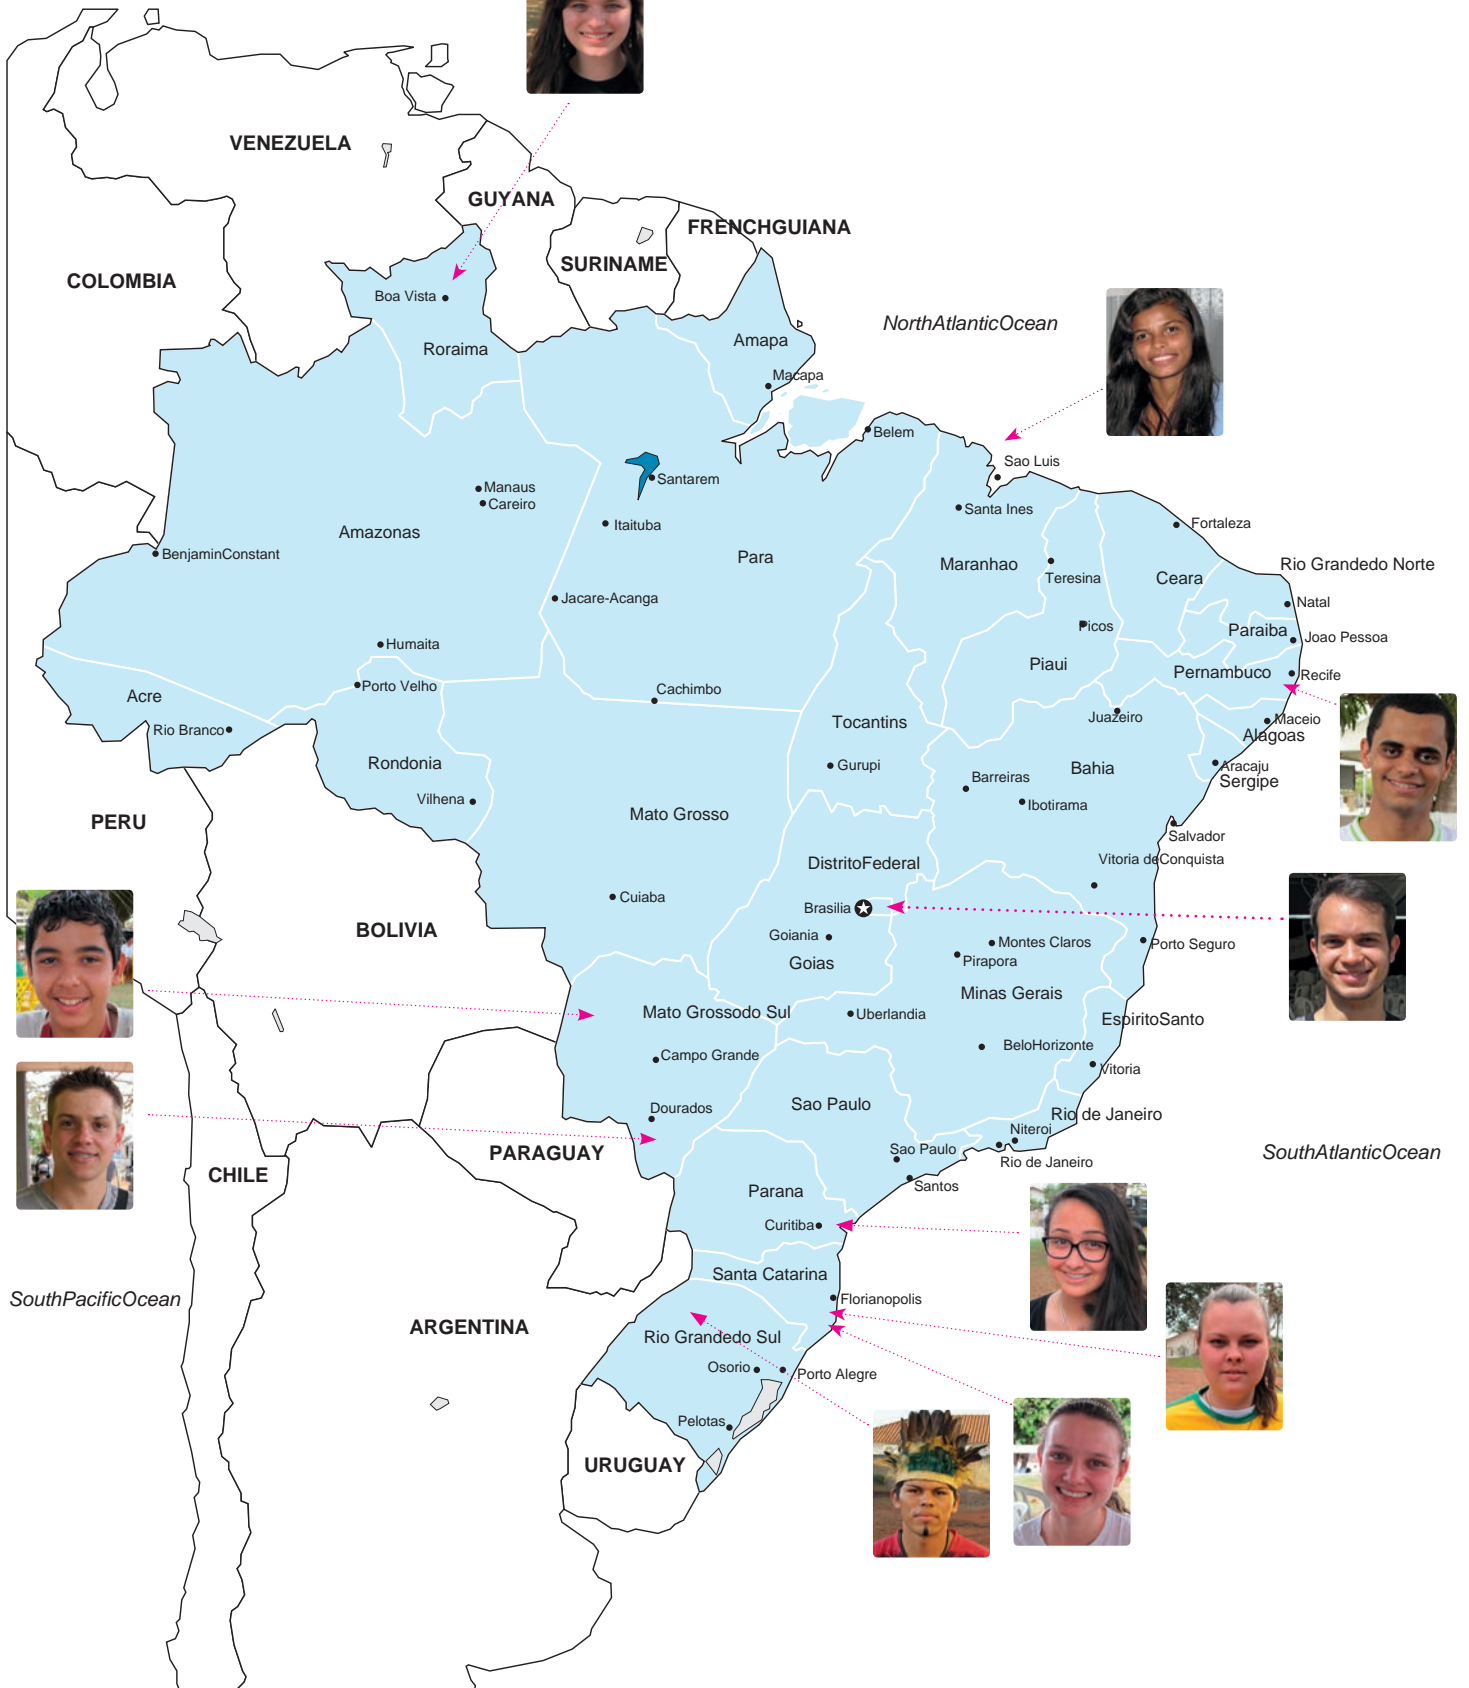 VENEZUELA
GUYANA
FRENCHGUIANA
SURINAME
COLOMBIA
Boa Vista
NorthAtlanticOcean
Amapa
Roraima
Macapa
Belem
Sao Luis
Santarem
Manaus
Careiro
Santa Ines
Itaituba
Fortaleza
Amazonas
BenjaminConstant
Para
Maranhao
Rio Grandedo Norte
Teresina
Ceara
Jacare-Acanga
Natal
Picos
Paraiba
Joao Pessoa
Humaita
Piaui
Pernambuco
Recife
Acre
Porto Velho
Cachimbo
Tocantins
Juazeiro
Maceio
Rio Branco
Alagoas
Rondonia
Gurupi
Bahia
Aracaju
Sergipe
Barreiras
Vilhena
Ibotirama
Mato Grosso
PERU
Salvador
DistritoFederal
Vitoria deConquista
Cuiaba
Brasilia
BOLIVIA
Goiania
Montes Claros
Porto Seguro
Goias
Pirapora
Minas Gerais
Mato Grossodo Sul
Uberlandia
EspiritoSanto
BeloHorizonte
Campo Grande
Vitoria
Dourados
Sao Paulo
Rio de Janeiro
Niteroi
PARAGUAY
Sao Paulo
Rio de Janeiro
SouthAtlanticOcean
CHILE
Santos
Parana
Curitiba
Santa Catarina
SouthPacificOcean
Florianopolis
ARGENTINA
Rio Grandedo Sul
Osorio
Porto Alegre
Pelotas
URUGUAY